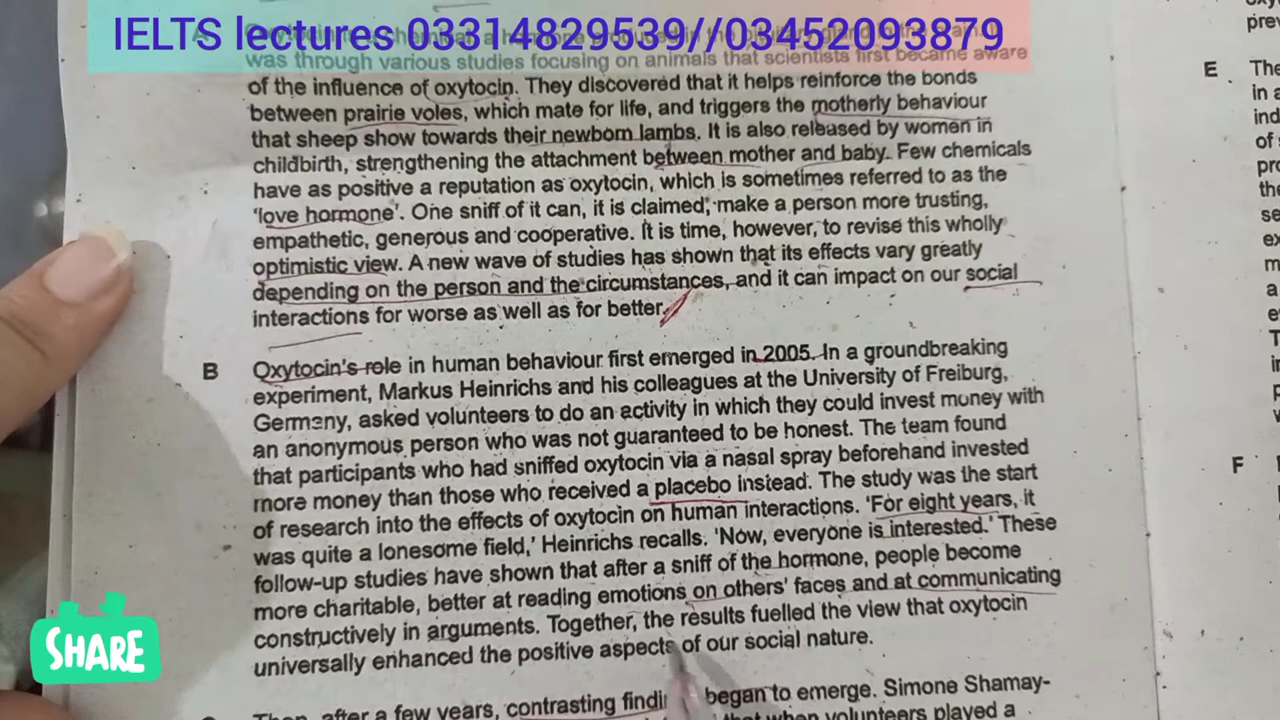 IELTS lectures 03314829539//03452093879
was through various studies focusing on animals that scientists first became aware
of the influence of oxytocin. They discovered that it helps reinforce the bonds
between prairie voles, which mate for life, and triggers the motherly behaviour
that sheep show towards their newborn lambs. It is also released by women in
childbirth, strengthening the attachment between mother and baby. Few chemicals
have as positive a reputation as oxytocin, which is sometimes referred to as the
'love hormone'. One sniff of it can, it is claimed, make a person more trusting,
empathetic, generous and cooperative. It is time, however, to revise this wholly
optimistic view. A new wave of studies has shown that its effects vary greatly
depending on the person and the circumstances, and it can impact on our social
interactions for worse as well as for better.
B Oxytocin's role in human behaviour first emerged in 2005. In a groundbreaking
experiment, Markus Heinrichs and his colleagues at the University of Freiburg,
Germany, asked volunteers to do an activity in which they could invest money with
an anonymous person who was not guaranteed to be honest. The team found
that participants who had sniffed oxytocin via a nasal spray beforehand invested
more money than those who received a placebo instead. The study was the start
of research into the effects of oxytocin on human interactions. 'For eight years, it
was quite a lonesome field,' Heinrichs recalls. 'Now, everyone is interested.' These
follow-up studies have shown that after a sniff of the hormone, people become
more charitable, better at reading emotions on others' faces and at communicating
constructively in arguments. Together, the results fuelled the view that oxytocin
universally enhanced the positive aspects of our social nature.
Then, after a few years, contrasting began to emerge. Simone Shamay-
that when volunteers played a
E The
in a
of
F
SHARE